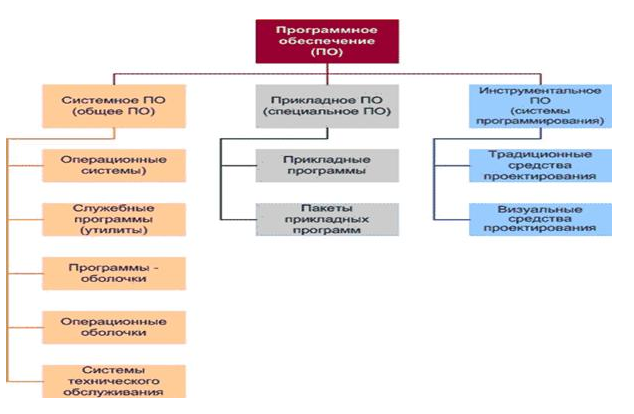 Программное
обеспечение
(ПО)
Системное ПО
(общее ПО)
Прикладное ПО
(специальное ПО)
Инструментальное
ПО
(системы
программирования)
Операционные
системы)
Прикладные
программы
Традиционные
средства
проектирования
Служебные
программы
(утилиты)
Пакеты
прикладных
программ
Визуальные
средства
проектирования
Программы -
оболочки
Операционные
оболочки
Системы
технического
обслуживания